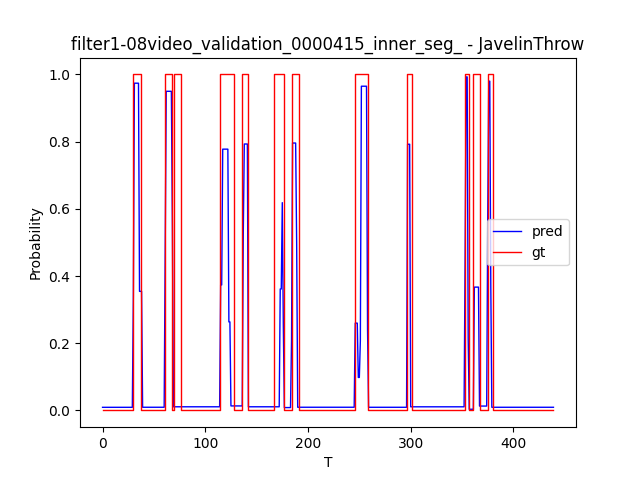 filter1-08video_validation_0000415_inner_seg_ - JavelinThrow
1.0
0.8
0.6
0.4
0.2
0.0
Probability
pred
gt
0
100
200
300
400
T